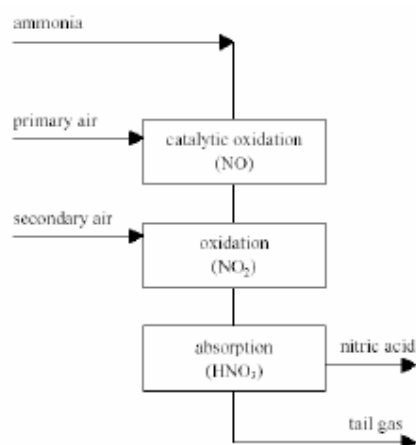 ammonia
primary air
catalytic oxidation
(NO)
secondary air
oxidation
(NO₂)
absorption
(HNO₃)
nitric acid
tail gas